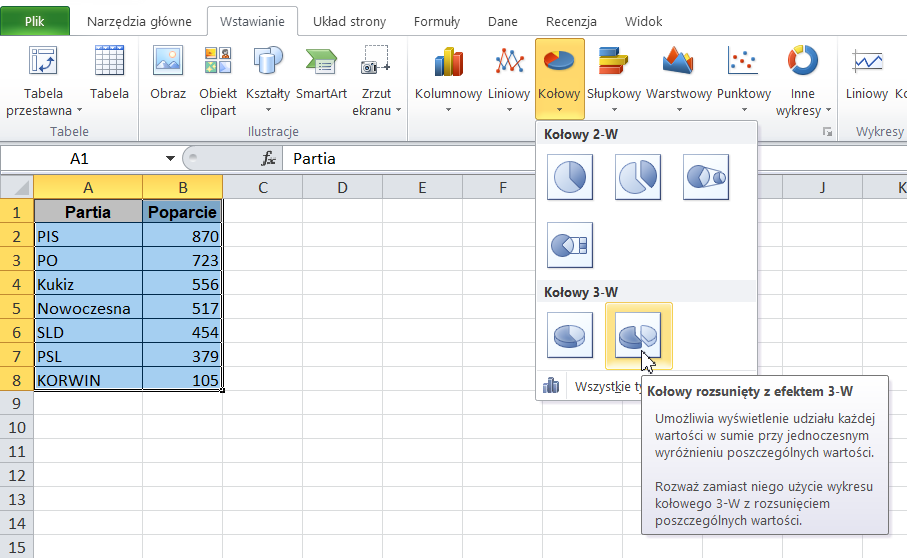 Plik Narzędzia główne Wstawianie Układ strony Formuły Dane Recenzja Widok
Tabela przestawna
Tabela
Obraz
Obiekt clipart
Kształty
SmartArt
Zrzut ekranu
Kolumnowy
Liniowy
Kołowy
Słupkowy
Warstwowy
Punktowy
Inne wykresy
Liniowy
Tabele
Ilustracje
Wykresy
A1
fx
Partia
Kołowy 2-W
Kołowy 3-W
Wszystkie
Kołowy rozsunięty z efektem 3-W
Umożliwia wyświetlenie udziału każdej
wartości w sumie przy jednoczesnym
wyróżnieniu poszczególnych wartości.
Rozważ zamiast niego użycie wykresu
kołowego 3-W z rozsunięciem
poszczególnych wartości.
A B C D E F J K
1 Partia Poparcie
2 PIS 870
3 PO 723
4 Kukiz 556
5 Nowoczesna 517
6 SLD 454
7 PSL 379
8 KORWIN 105
9
10
11
12
13
14
15